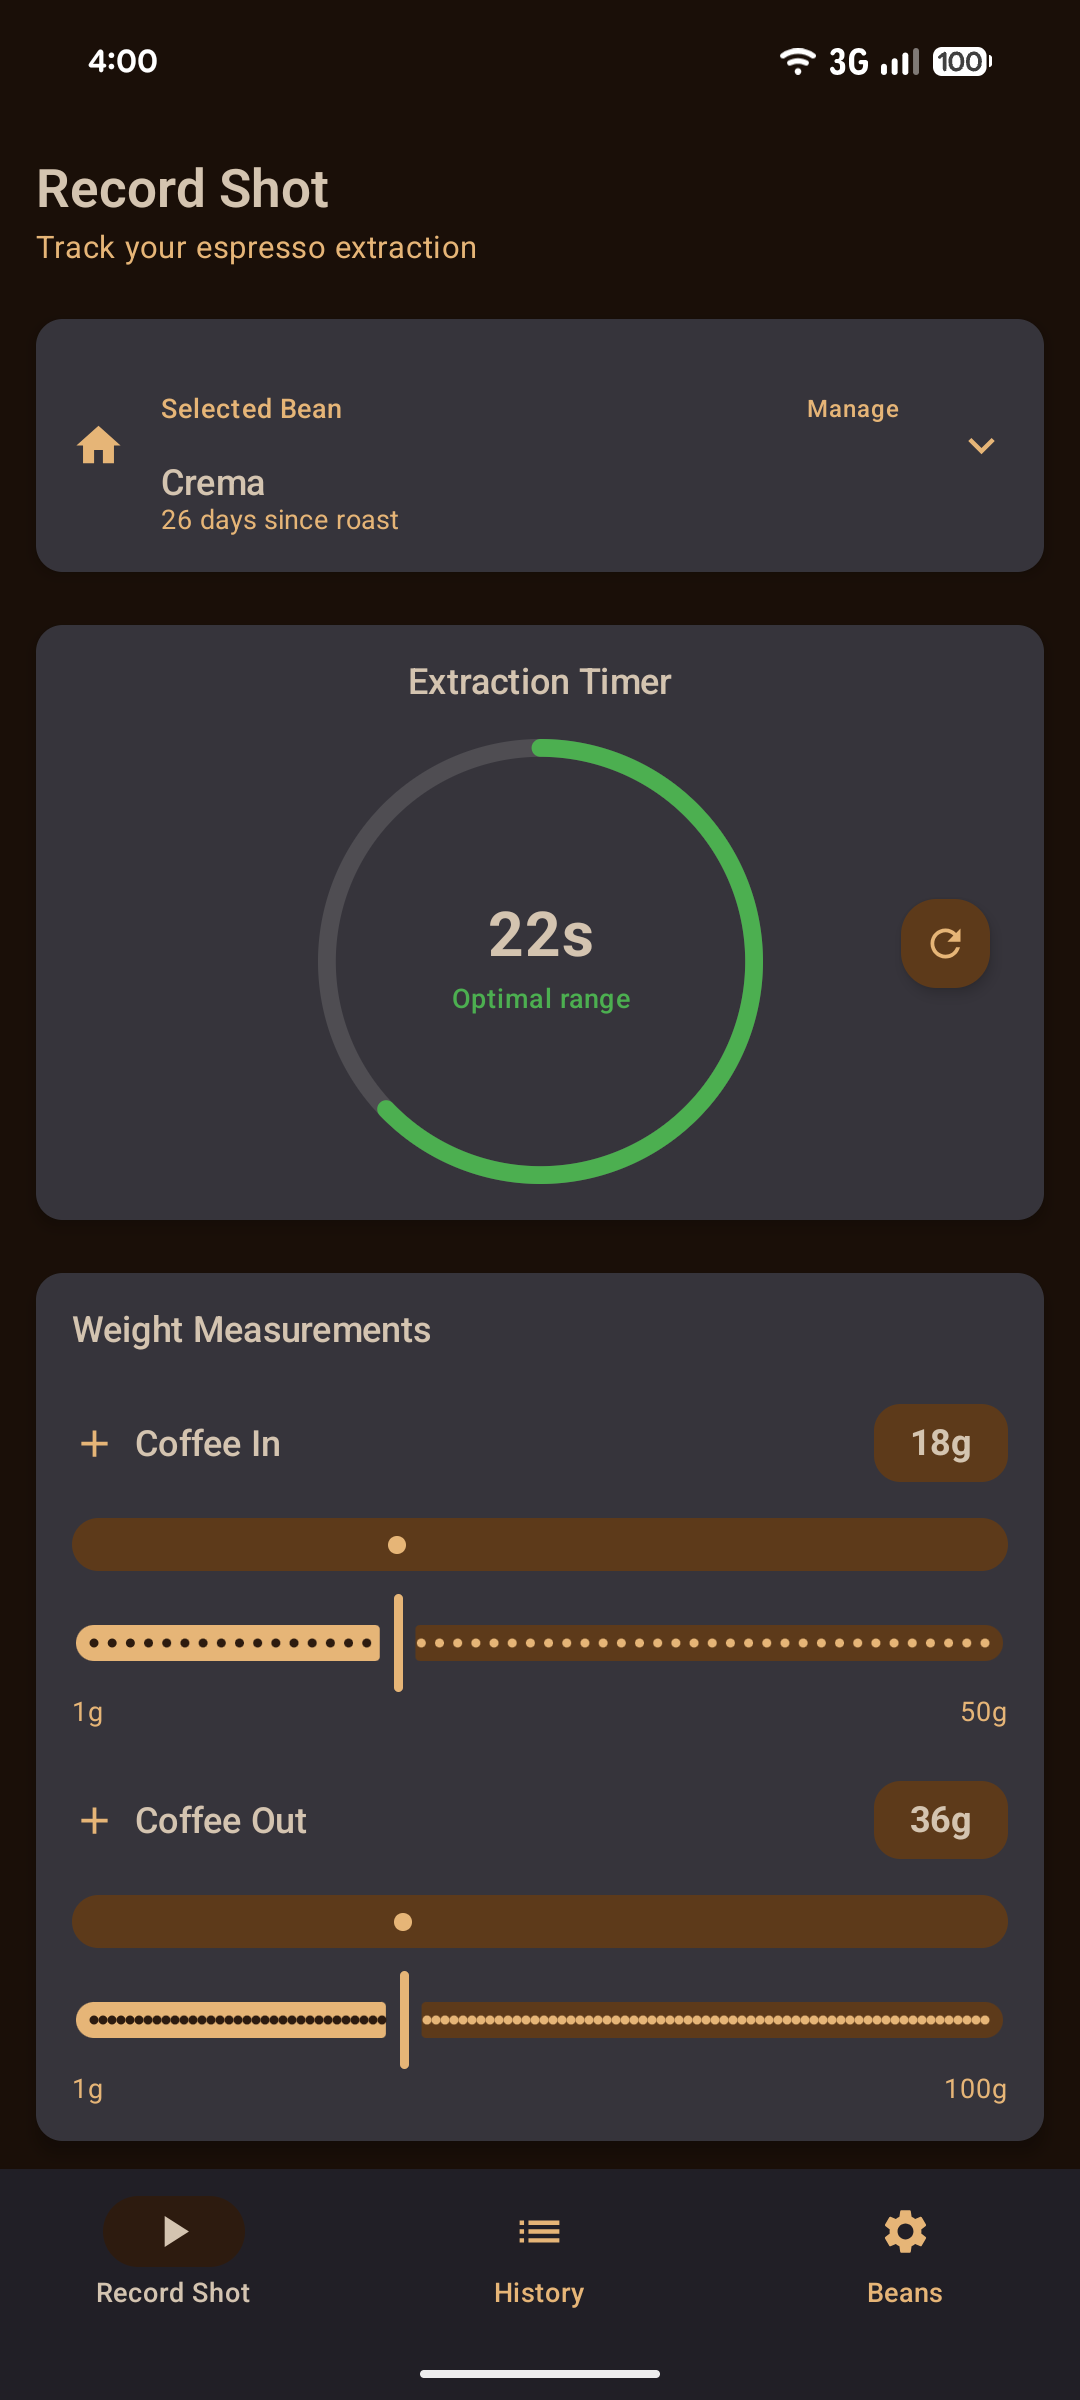 4:00
3G
100
Record Shot
Track your espresso extraction
Selected Bean
Manage
Crema
26 days since roast
Extraction Timer
22s
Optimal range
Weight Measurements
Coffee In
18g
1g
50g
Coffee Out
36g
1g
100g
Record Shot
History
Beans